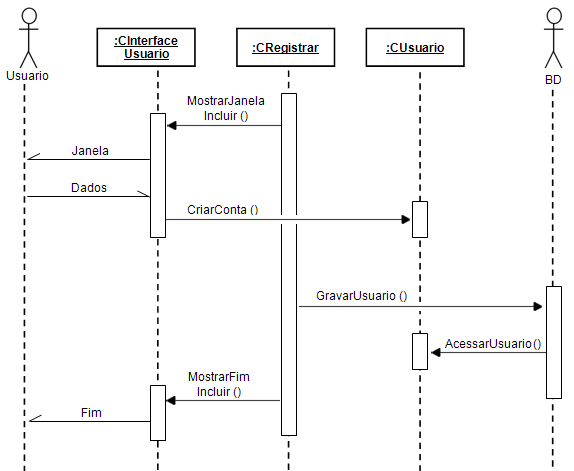 :CInterface
Usuario
:CRegistrar
:CUsuario
Usuario
BD
MostrarJanela
Incluir ()
Janela
Dados
CriarConta ()
GravarUsuario ()
AcessarUsuario()
MostrarFim
Incluir ()
Fim